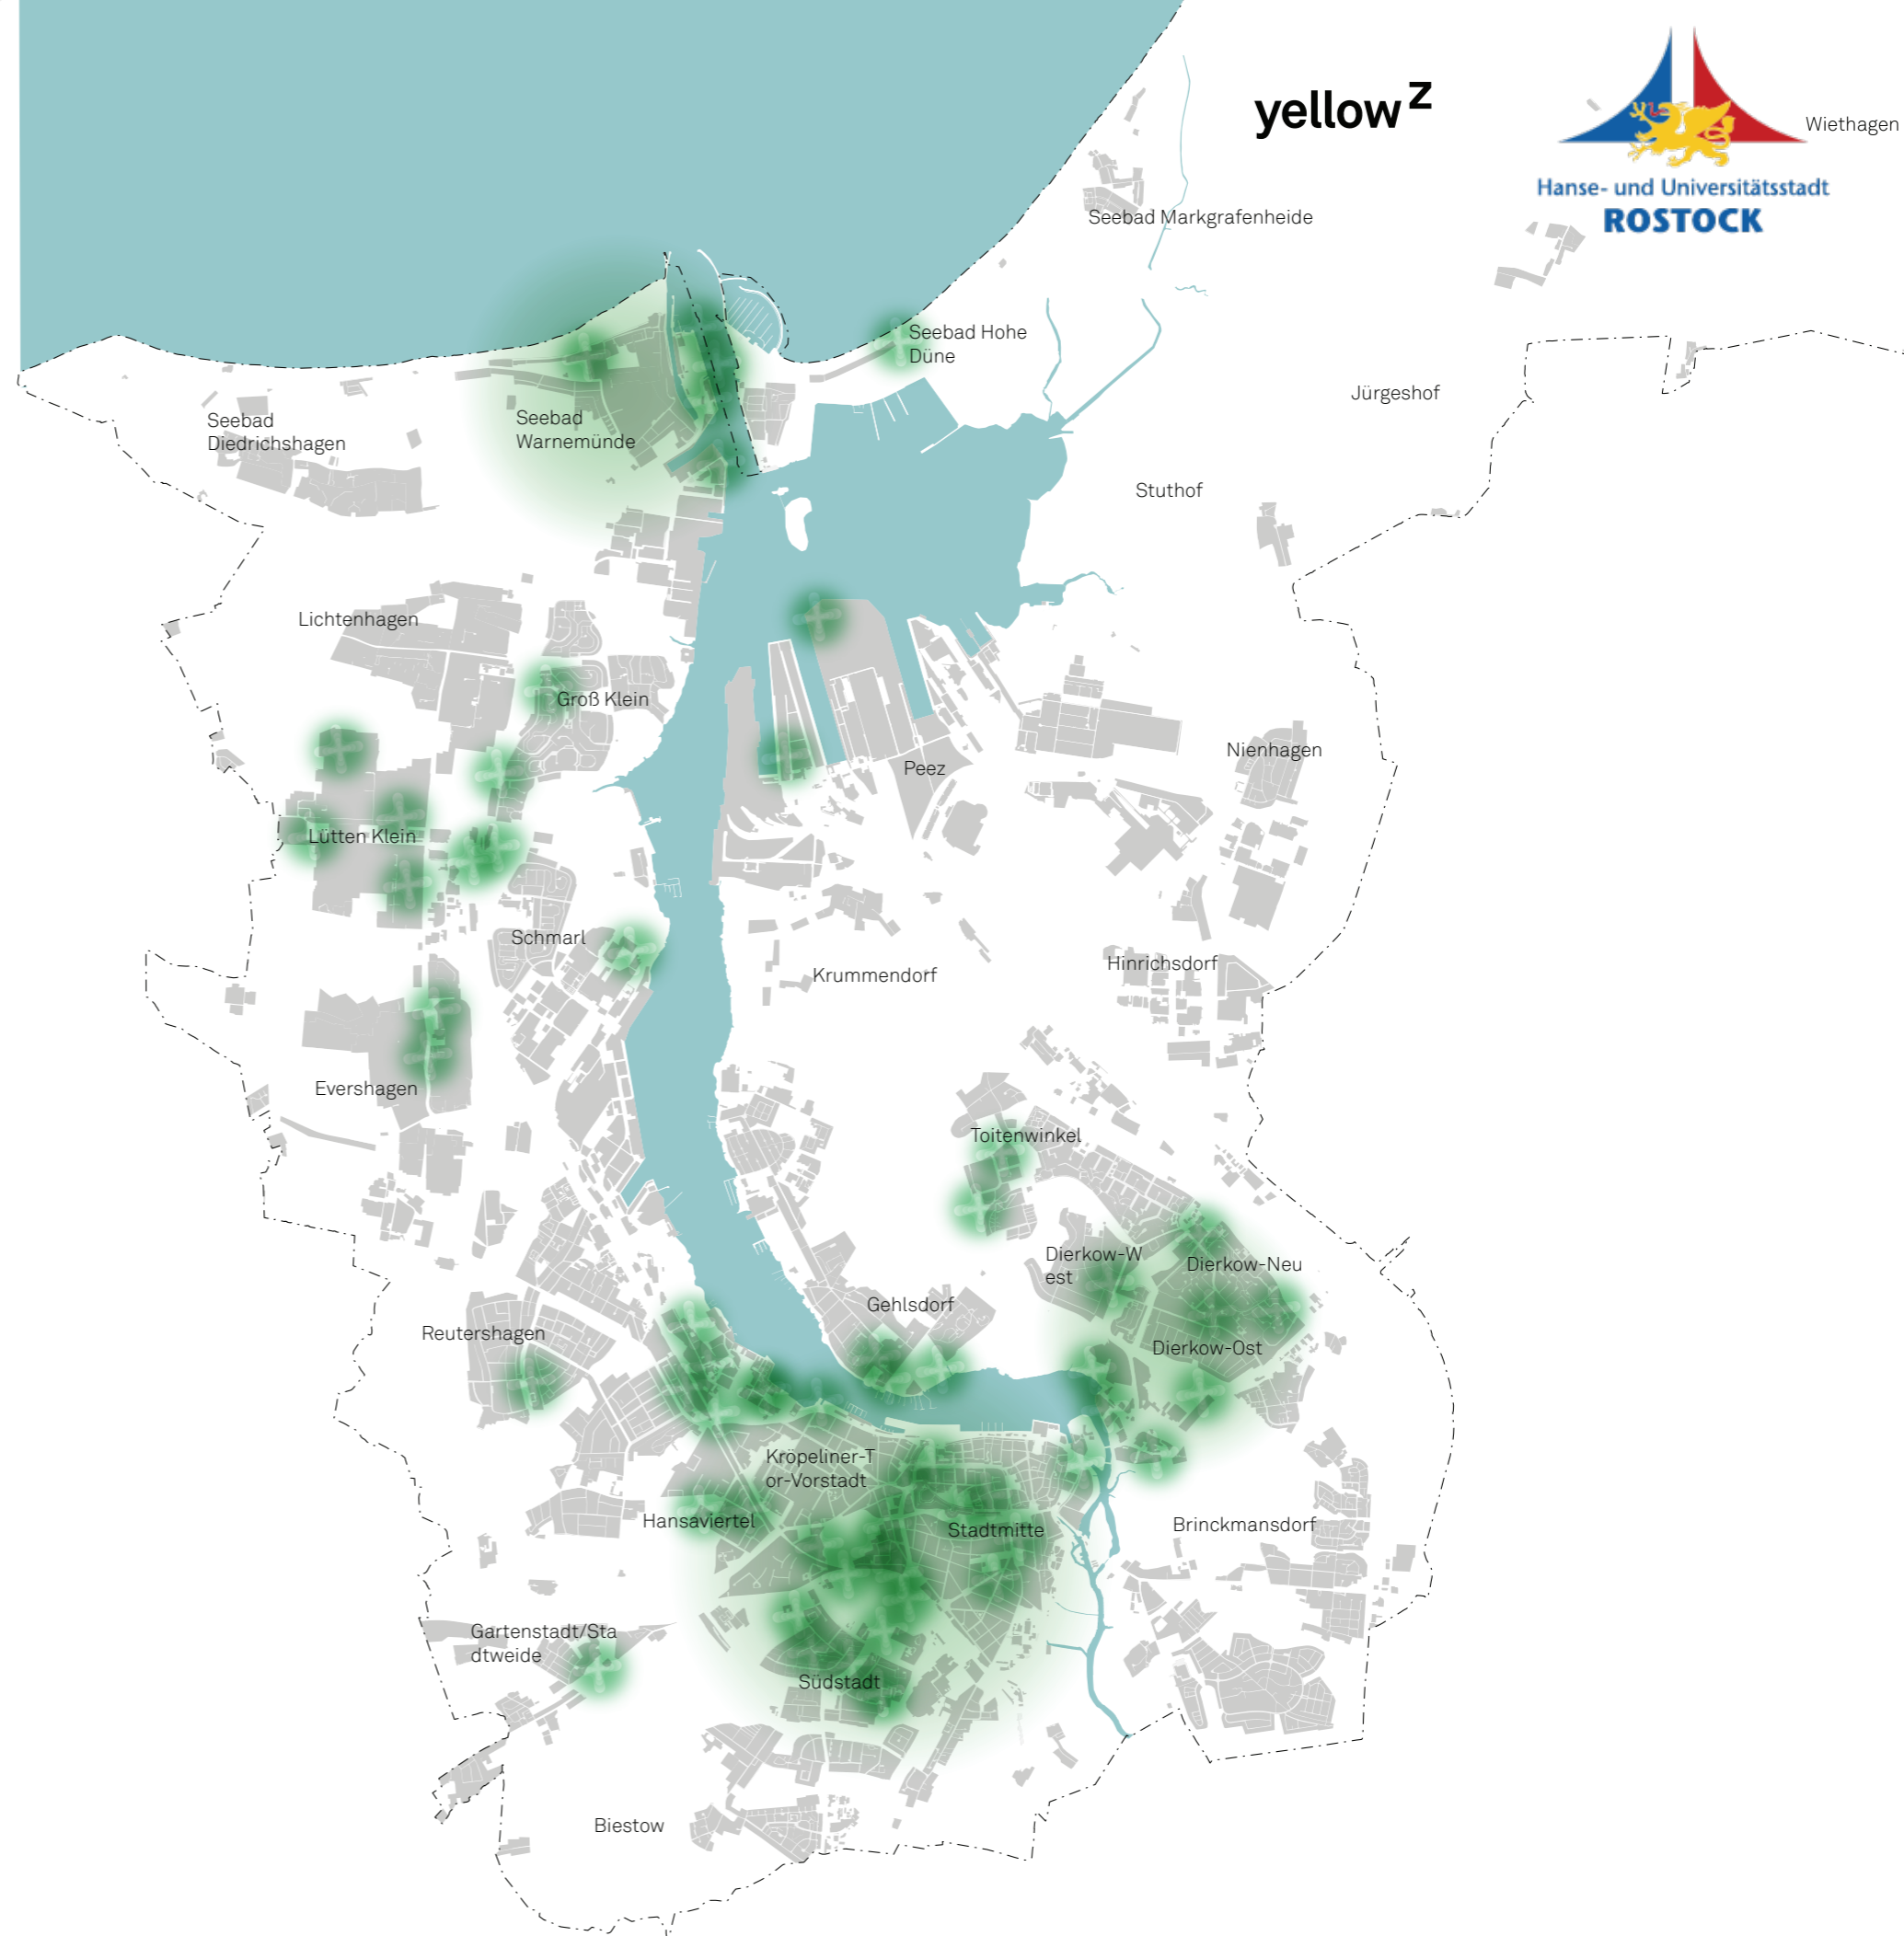 yellow z
Wiethagen
Hanse- und Universitätsstadt
ROSTOCK
Seebad Markgrafenheide
Seebad Hohe
Düne
Jürgeshof
Seebad
Diedrichshagen
Seebad
Warnemünde
Stuthof
Lichtenhagen
Groß Klein
Nienhagen
Peez
Lütten Klein
Schmarl
Krummendorf
Hinrichsdorf
Evershagen
Toitenwinkel
Dierkow-W
est
Dierkow-Neu
Gehlsdorf
Reutershagen
Dierkow-Ost
Kröpeliner-T
or-Vorstadt
Hansaviertel
Stadtmitte
Brinckmansdorf
Gartenstadt/Sta
dtweide
Südstadt
Biestow